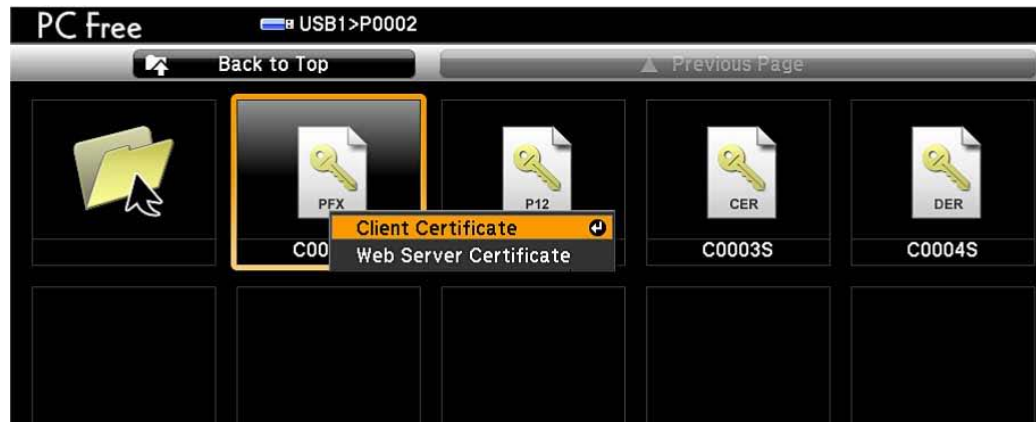 PC Free USB1>P0002
Back to Top Previous Page
PFX P12 CER DER
Client Certificate
Web Server Certificate
C0003S C0004S